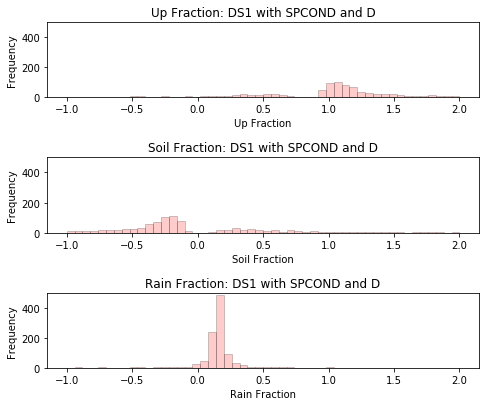 Up Fraction: DS1 with SPCOND and D
400
200
0
Frequency
-1.0 -0.5 0.0 0.5 1.0 1.5 2.0
Up Fraction
Soil Fraction: DS1 with SPCOND and D
400
200
0
Frequency
-1.0 -0.5 0.0 0.5 1.0 1.5 2.0
Soil Fraction
Rain Fraction: DS1 with SPCOND and D
400
200
0
Frequency
-1.0 -0.5 0.0 0.5 1.0 1.5 2.0
Rain Fraction